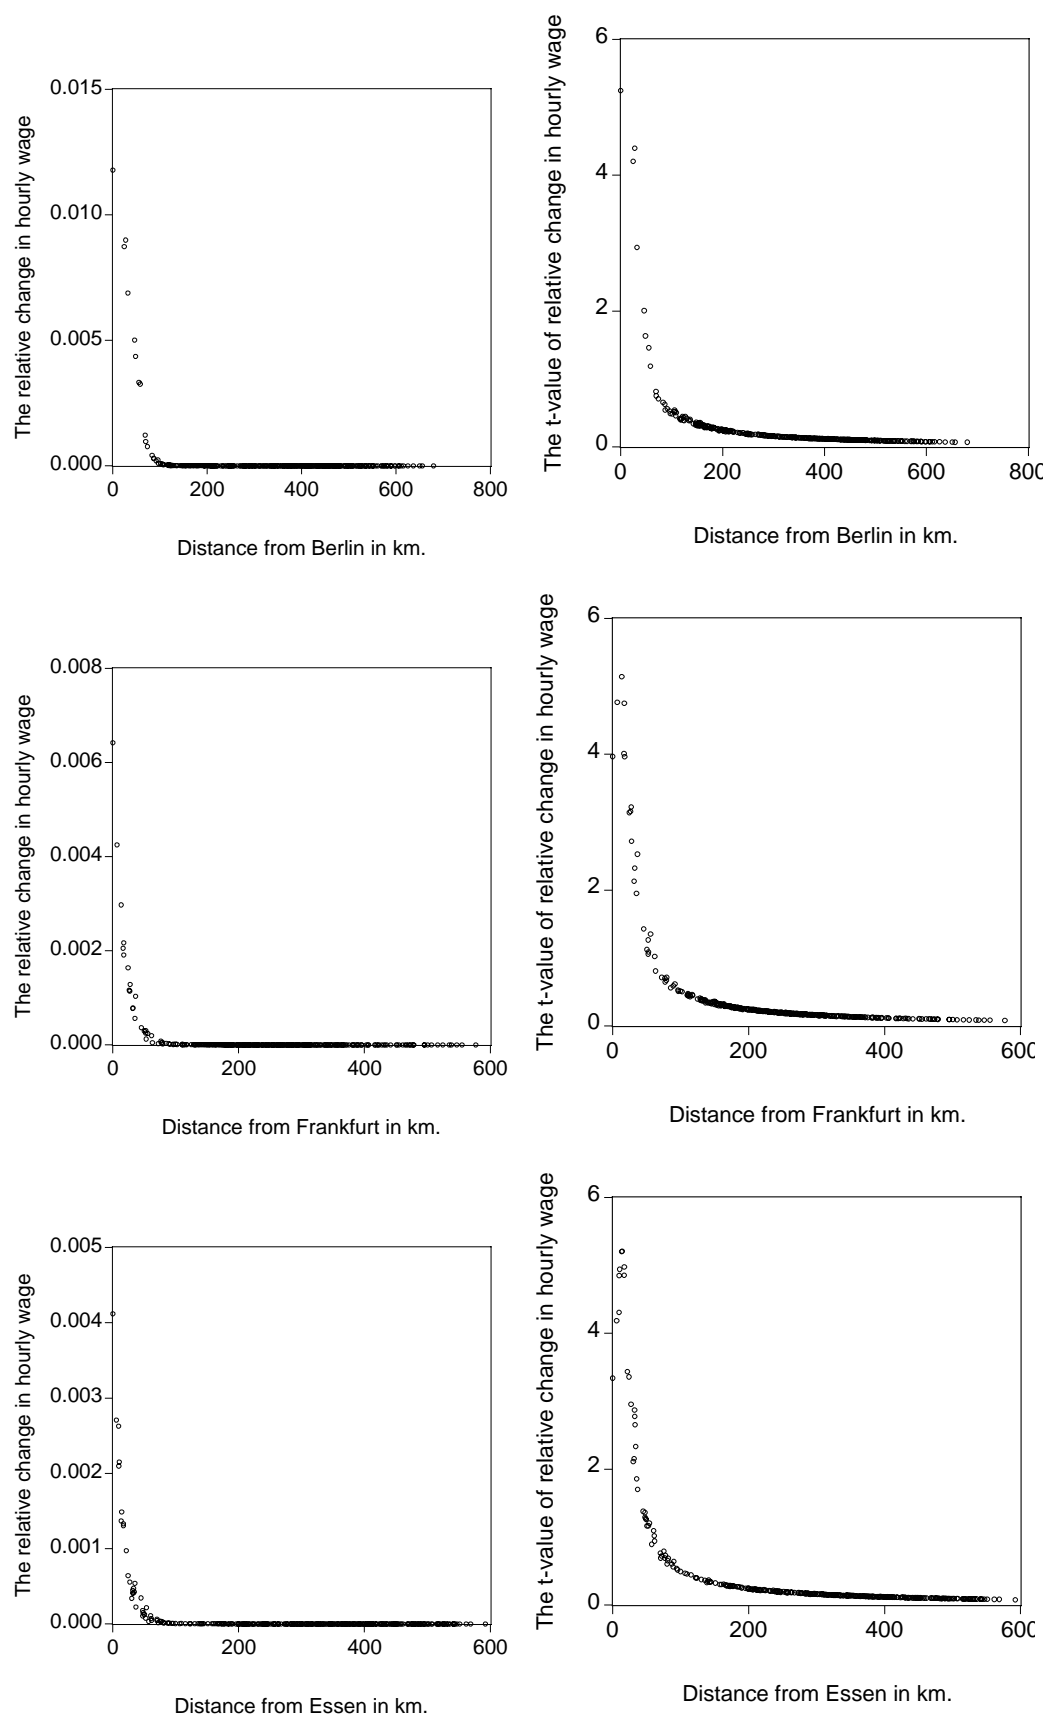 The relative change in hourly wage
0.015
0.010
0.005
0.000
0 200 400 600 800
Distance from Berlin in km.
The t-value of relative change in hourly wage
6
4
2
0
0 200 400 600 800
Distance from Berlin in km.
The relative change in hourly wage
0.008
0.006
0.004
0.002
0.000
0 200 400 600
Distance from Frankfurt in km.
The t-value of relative change in hourly wage
6
4
2
0
0 200 400 600
Distance from Frankfurt in km.
The relative change in hourly wage
0.005
0.004
0.003
0.002
0.001
0.000
0 200 400 600
Distance from Essen in km.
The t-value of relative change in hourly wage
6
4
2
0
0 200 400 600
Distance from Essen in km.